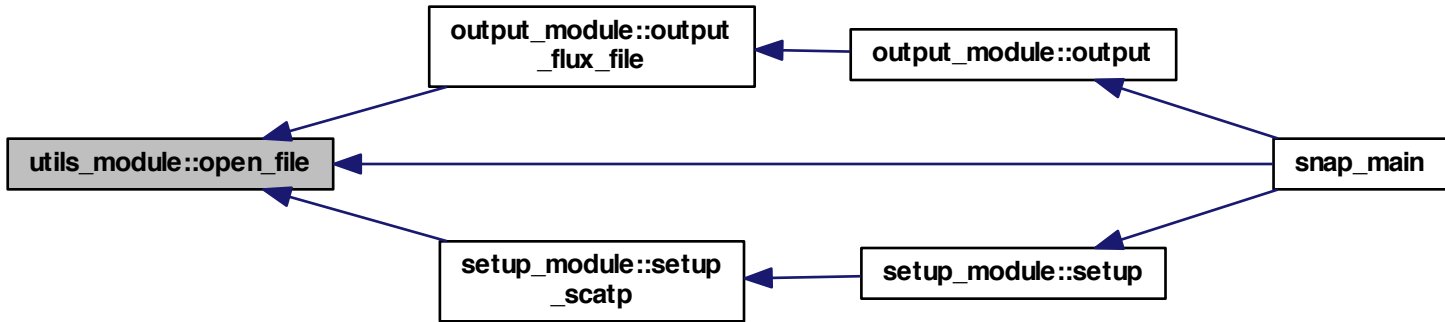 output_module::output
_flux_file
output_module::output
utils_module::open_file
snap_main
setup_module::setup
_scatp
setup_module::setup